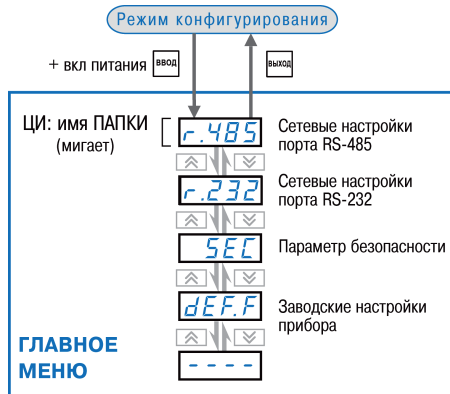 Режим конфигурирования
+ вкл питания ВВОД ВЫХОД
ЦИ: имя ПАПКИ
(мигает)
r.485
Сетевые настройки
порта RS-485
r.232
Сетевые настройки
порта RS-232
SEC
Параметр безопасности
dEF.F
Заводские настройки
прибора
ГЛАВНОЕ
МЕНЮ
- - - -